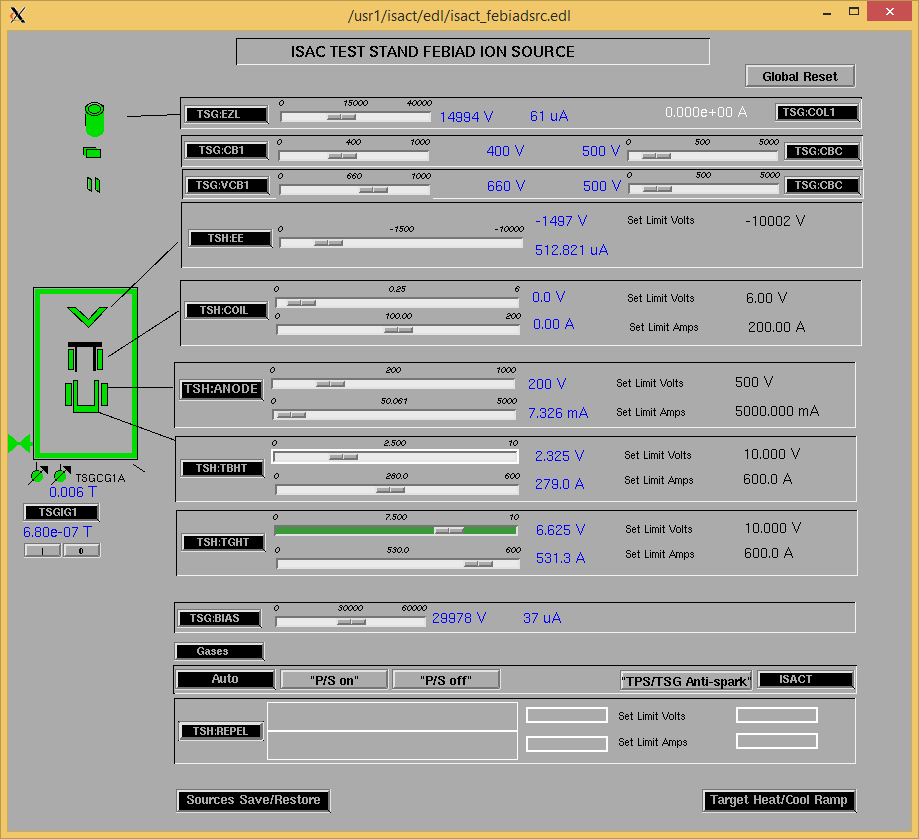 /usr1/isact/edl/isact_febiadsrc.edl
ISAC TEST STAND FEBIAD ION SOURCE
Global Reset
TSG:EZL 0 15000 40000 14994 V 61 uA 0.000e+00 A TSG:COL1
TSG:CB1 0 400 1000 400 V 500 V 0 500 5000 TSG:CBC
TSG:VCB1 0 660 1000 660 V 500 V 0 500 5000 TSG:CBC
TSH:EE 0 -1500 -10000 -1497 V Set Limit Volts -10002 V
512.821 uA
TSH:COIL 0 0.25 6 0.0 V Set Limit Volts 6.00 V
0 100.00 200 0.00 A Set Limit Amps 200.00 A
TSH:ANODE 0 200 1000 200 V Set Limit Volts 500 V
0 50.061 5000 7.326 mA Set Limit Amps 5000.000 mA
TSH:TBHT 0 2.500 10 2.325 V Set Limit Volts 10.000 V
0 280.0 600 279.0 A Set Limit Amps 600.0 A
TSGCG1A
0.006 T
TSGIG1
6.80e-07 T
I 0
TSH:TGHT 0 7.500 10 6.625 V Set Limit Volts 10.000 V
0 530.0 600 531.3 A Set Limit Amps 600.0 A
TSG:BIAS 0 30000 60000 29978 V 37 uA
Gases
Auto "P/S on" "P/S off" "TPS/TSG Anti-spark" ISACT
TSH:REPEL Set Limit Volts
Set Limit Amps
Sources Save/Restore Target Heat/Cool Ramp